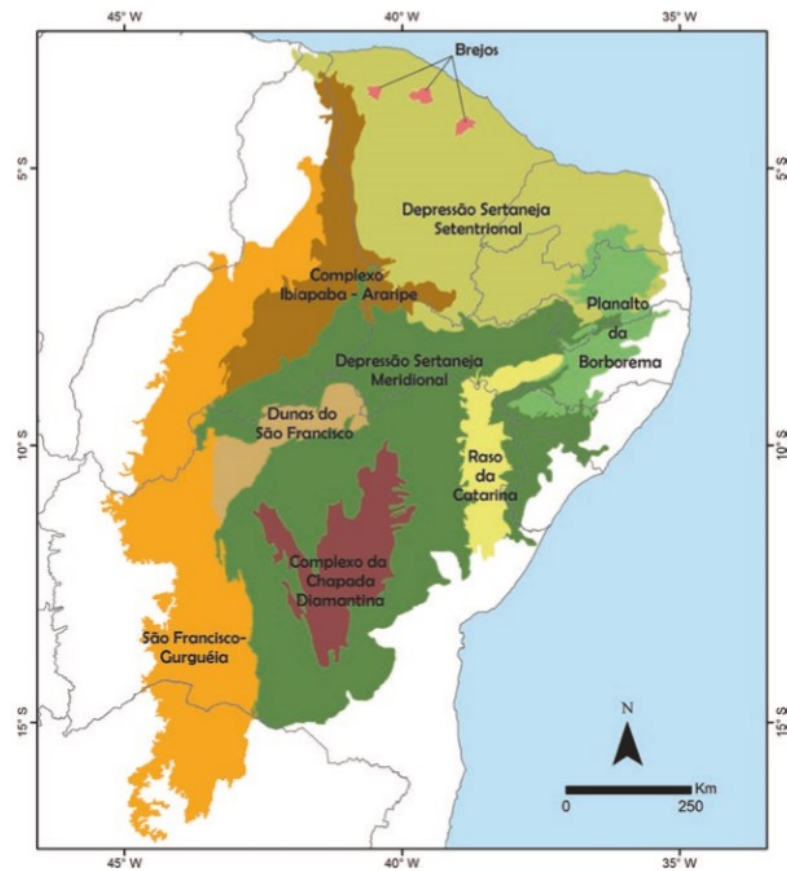 45° W
40° W
35° W
Brejos
5°S
5°S
Depressão Sertaneja
Setentrional
Complexo
Ibiapaba - Araripe
Planalto
da
Borborema
Depressão Sertaneja
Meridional
Dunas do
São Francisco
10°S
10°S
Raso
da
Catarina
Complexo da
Chapada
Diamantina
São Francisco-
Gurguéia
15°S
15°S
N
Km
0
250
45° W
40° W
35° W